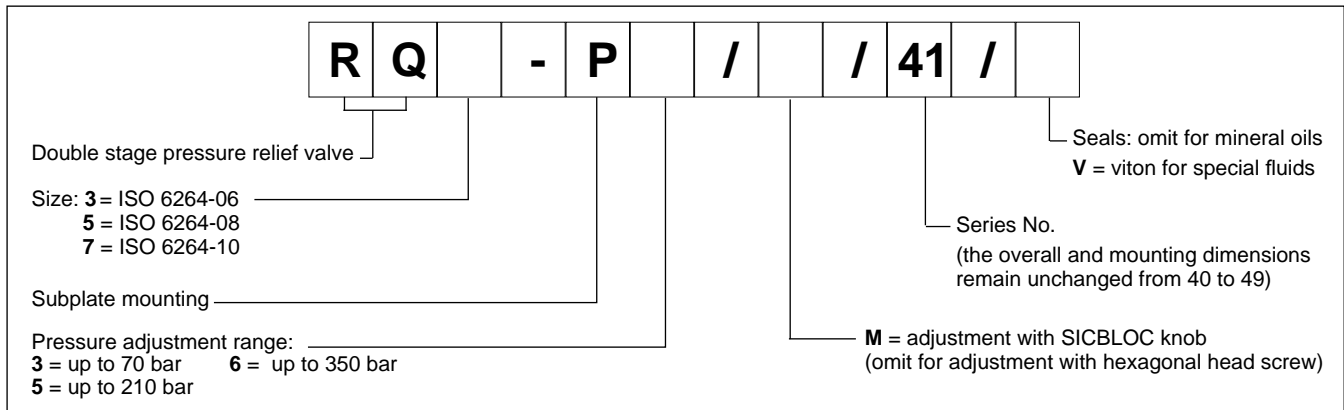 R Q - P / / 41 /
Double stage pressure relief valve
Size: 3 = ISO 6264-06
5 = ISO 6264-08
7 = ISO 6264-10
Subplate mounting
Pressure adjustment range:
3 = up to 70 bar 6 = up to 350 bar
5 = up to 210 bar
Seals: omit for mineral oils
V = viton for special fluids
Series No.
(the overall and mounting dimensions
remain unchanged from 40 to 49)
M = adjustment with SICBLOC knob
(omit for adjustment with hexagonal head screw)